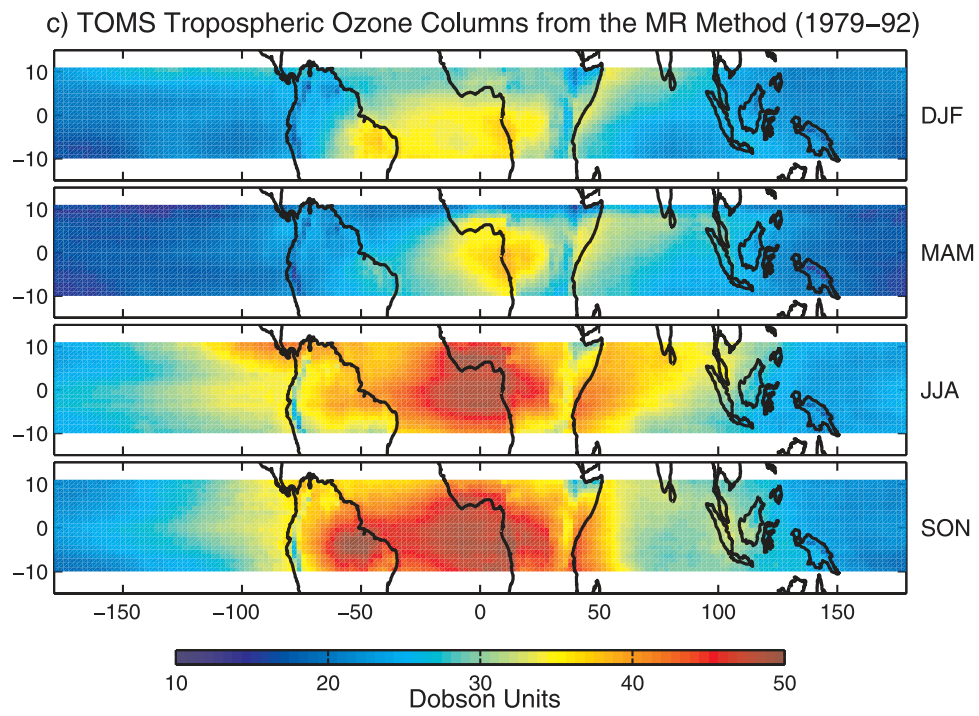 c) TOMS Tropospheric Ozone Columns from the MR Method (1979−92)
10
0
−10
DJF
10
0
−10
MAM
10
0
−10
JJA
10
0
−10
SON
−150 −100 −50 0 50 100 150
10 20 30 40 50
Dobson Units